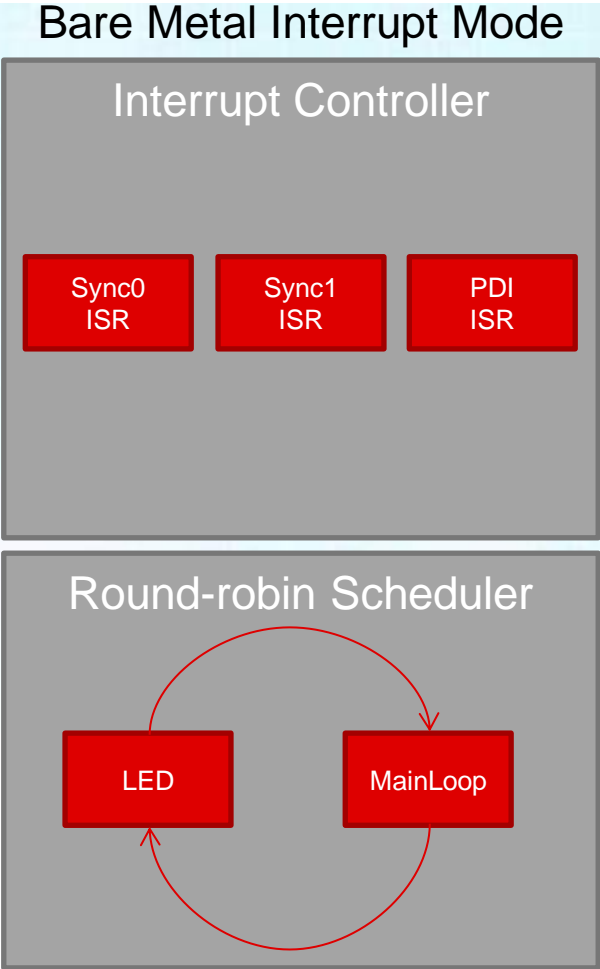 Bare Metal Interrupt Mode
Interrupt Controller
Sync0
ISR
Sync1
ISR
PDI
ISR
Round-robin Scheduler
LED
MainLoop